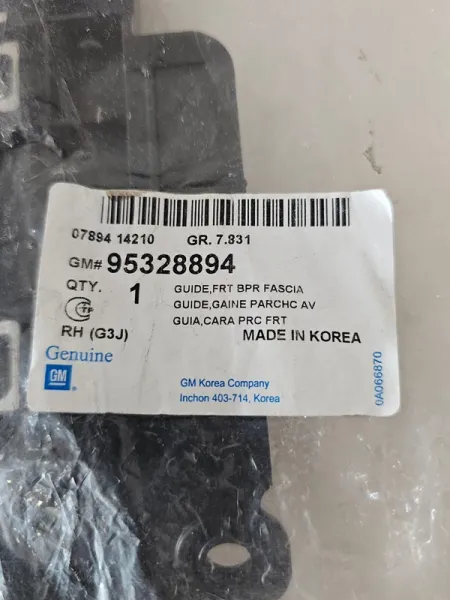 07894 14210 GR. 7.831
GM# 95328894
QTY. 1 GUIDE,FRT BPR FASCIA
GUIDE,GAINE PARCHC AV
GUIA,CARA PRC FRT
RH (G3J) MADE IN KOREA
Genuine
GM
GM Korea Company
Inchon 403-714, Korea
0A066870